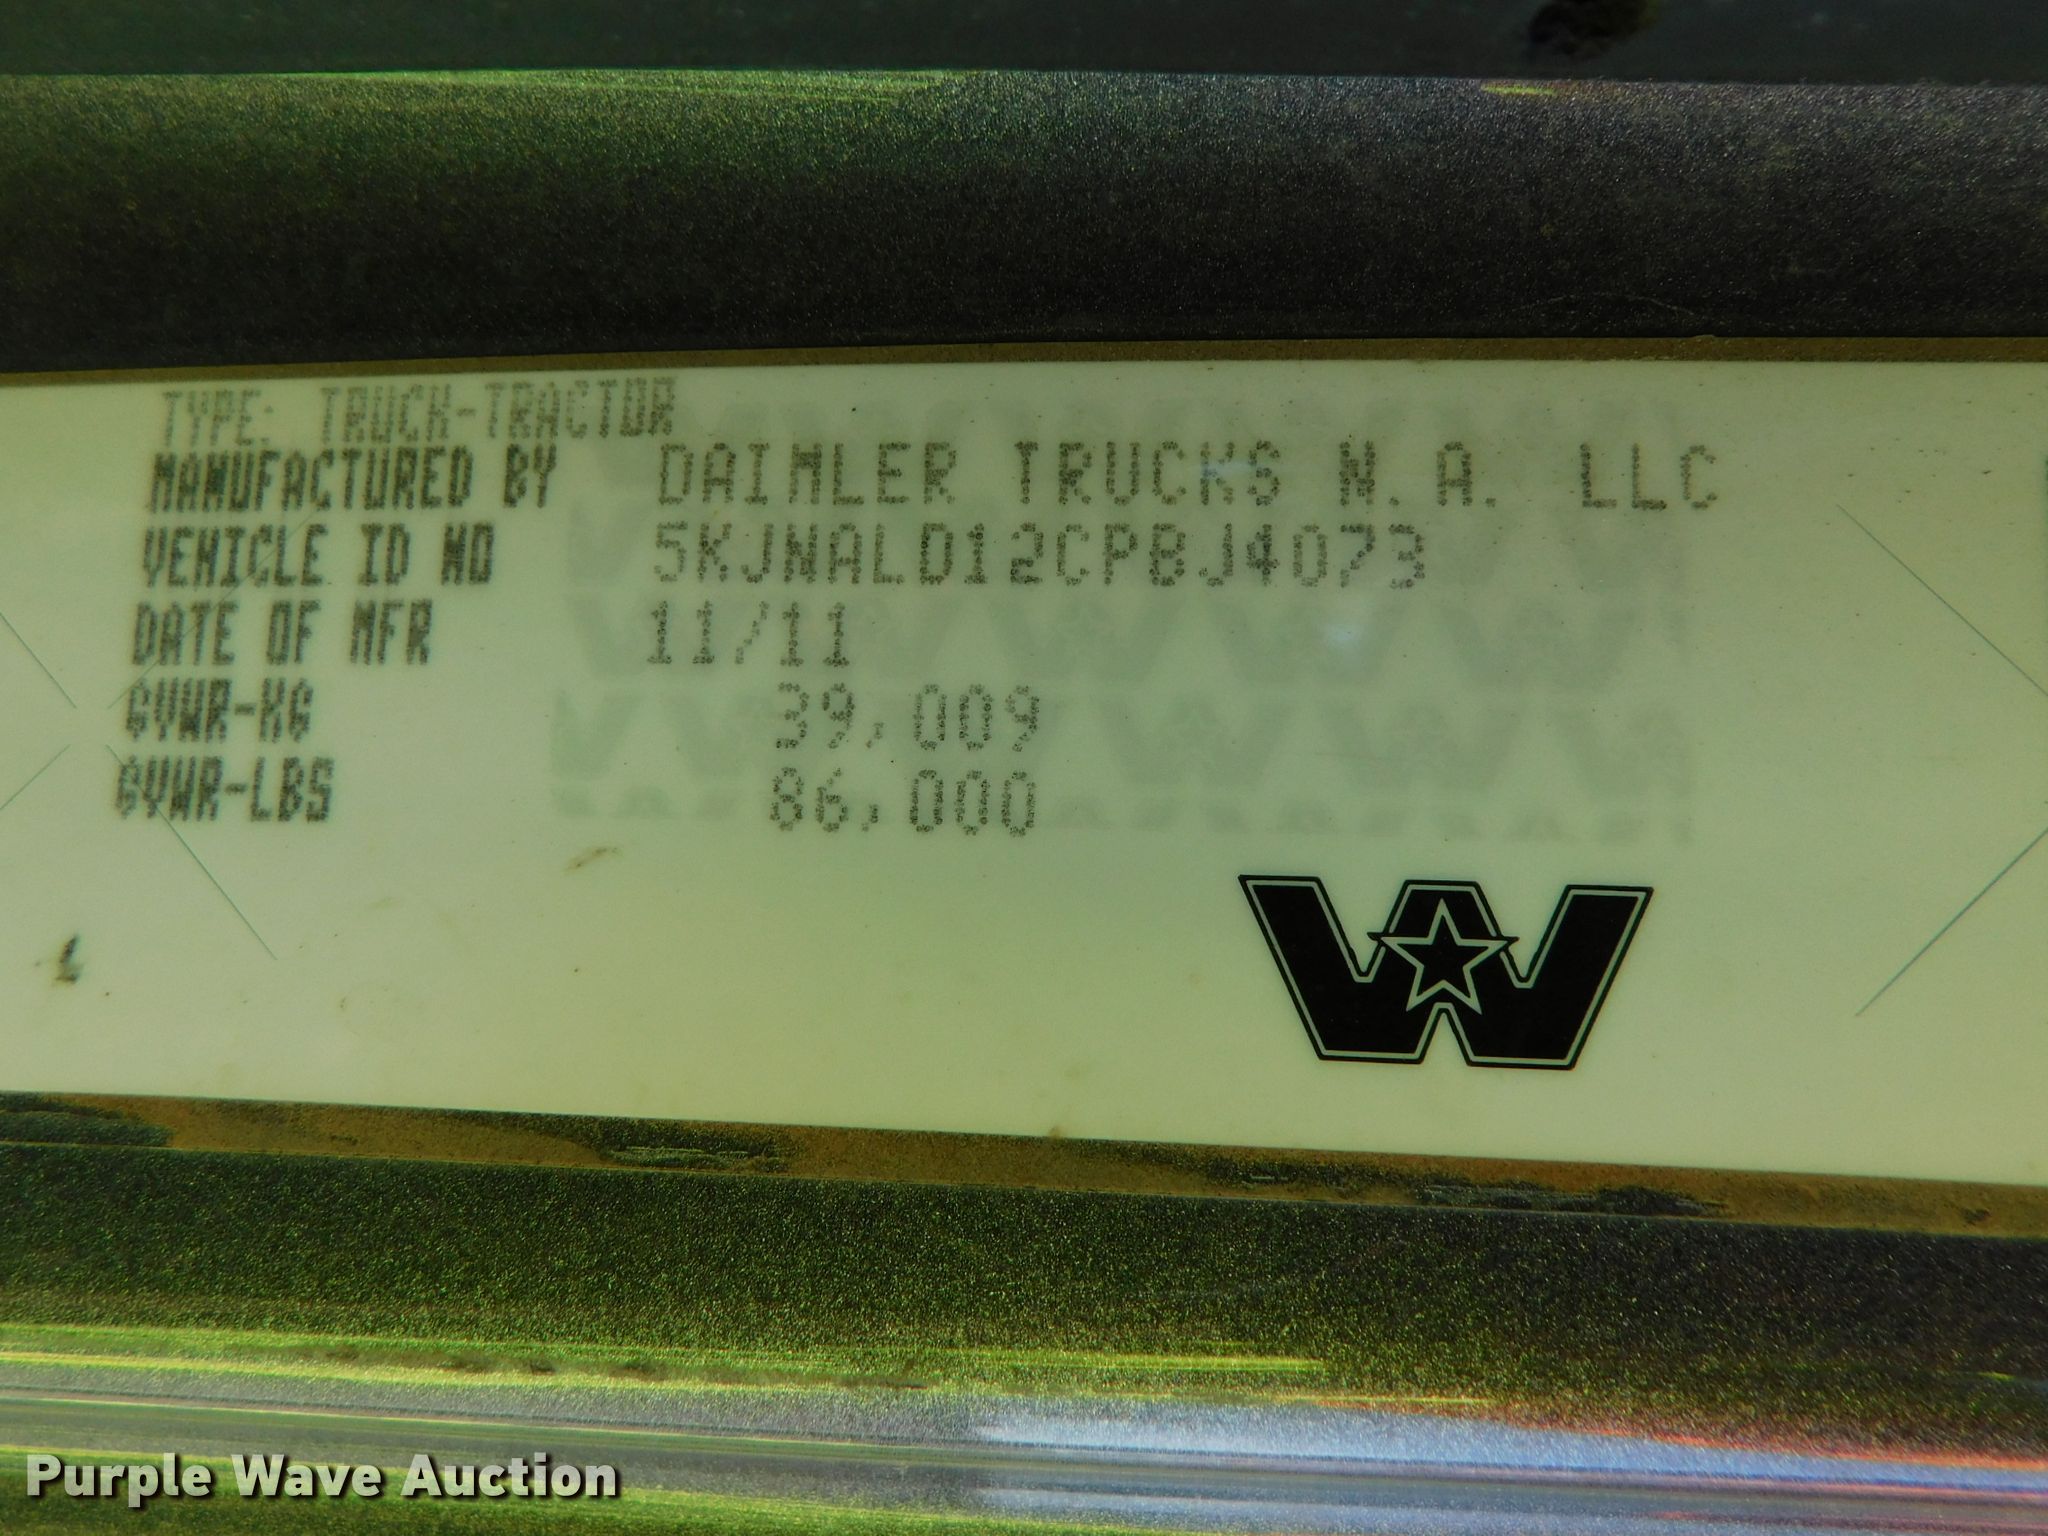 TYPE: TRUCK-TRACTOR
MANUFACTURED BY DAIMLER TRUCKS N.A. LLC
VEHICLE ID NO 5KJNALD12CPBJ4073
DATE OF MFR 11/11
GVWR-KG 39,009
GVWR-LBS 86,000
W
Purple Wave Auction